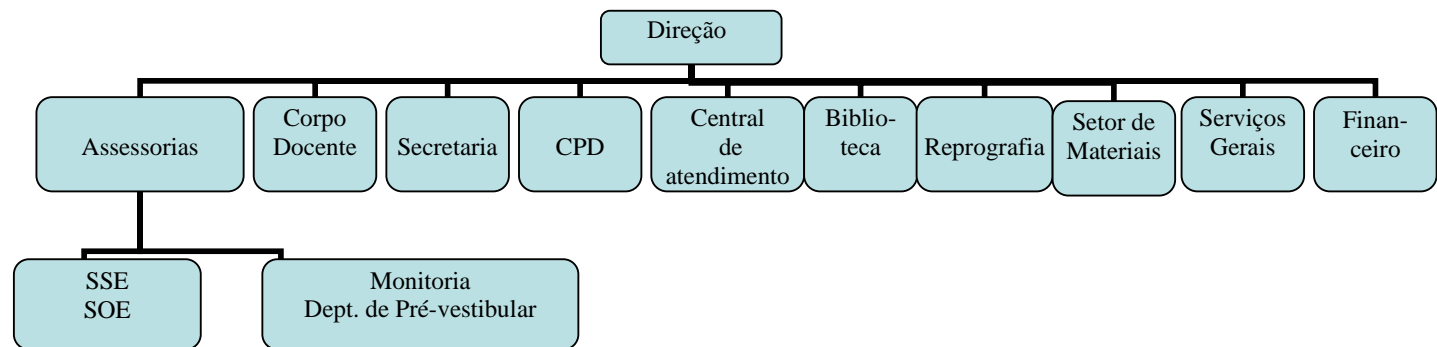 Direção
Assessorias
Corpo
Docente
Secretaria
CPD
Central
de
atendimento
Biblio-
teca
Reprografia
Setor de
Materiais
Serviços
Gerais
Finan-
ceiro
SSE
SOE
Monitoria
Dept. de Pré-vestibular